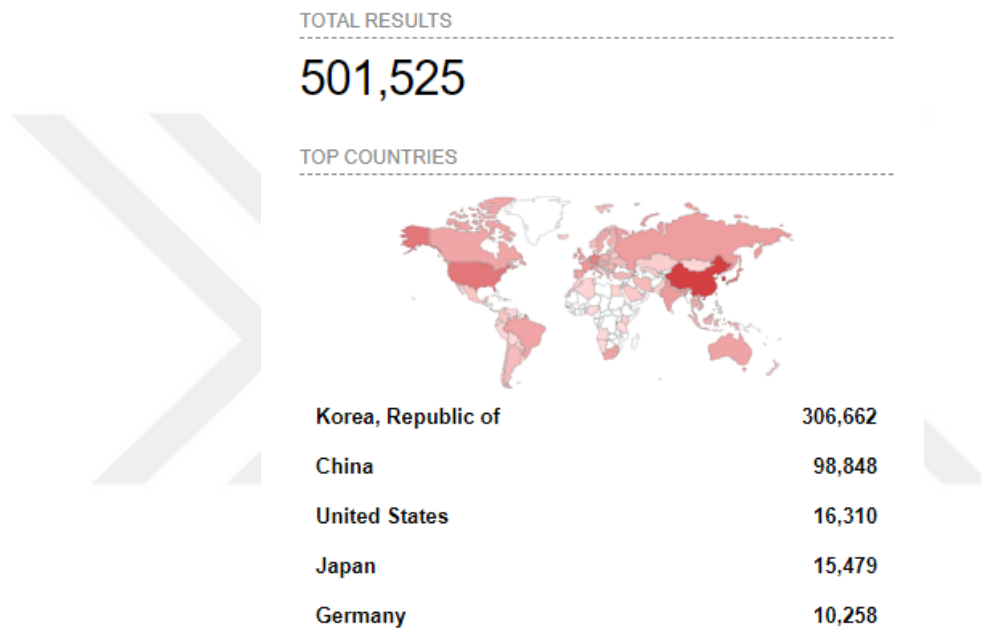 TOTAL RESULTS
501,525
TOP COUNTRIES
Korea, Republic of 306,662
China 98,848
United States 16,310
Japan 15,479
Germany 10,258